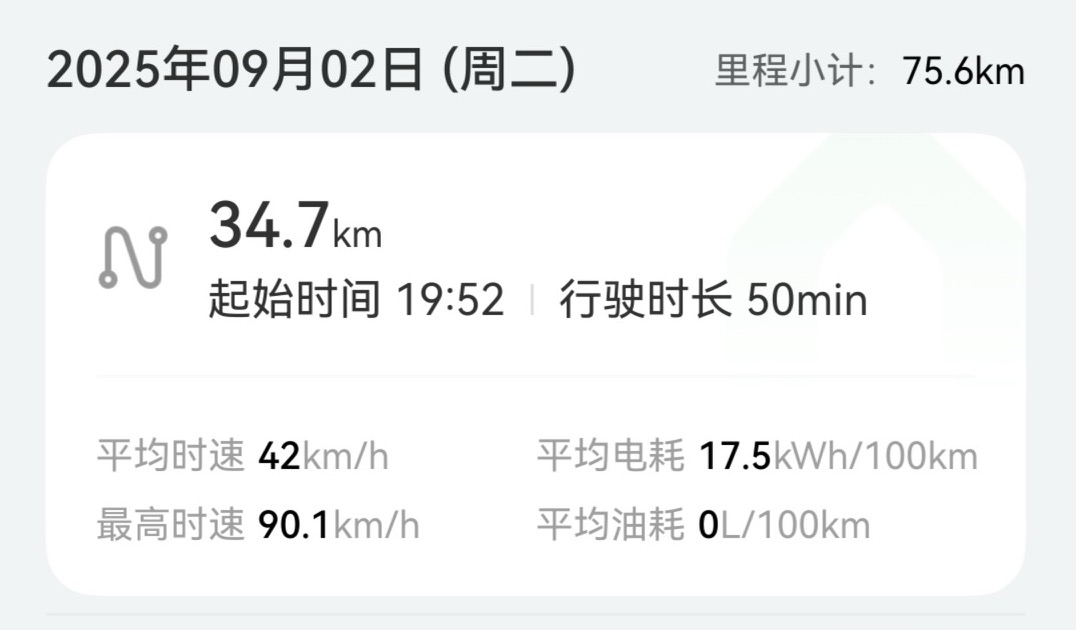 2025年09月02日 (周二) 里程小计：75.6km
34.7km
起始时间 19:52 | 行驶时长 50min
平均时速 42km/h 平均电耗 17.5kWh/100km
最高时速 90.1km/h 平均油耗 0L/100km